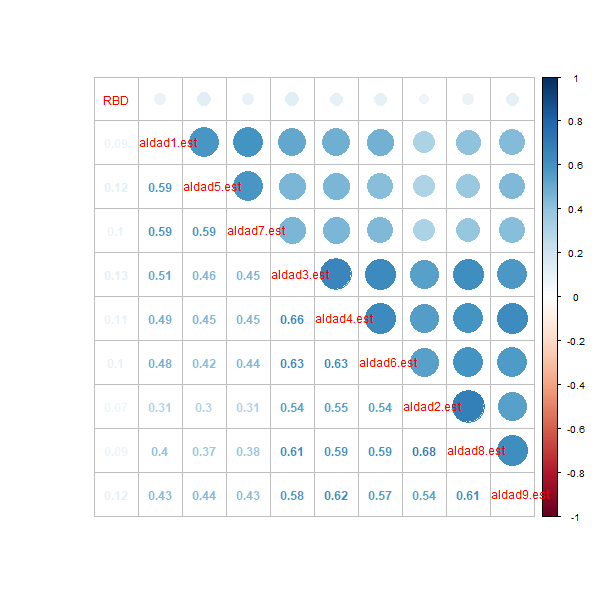 RBD
1
0.09 aldad1.est
0.8
0.12 0.59 aldad5.est
0.6
0.1 0.59 0.59 aldad7.est
0.4
0.13 0.51 0.46 0.45 aldad3.est
0.2
0.11 0.49 0.45 0.45 0.66 aldad4.est
0
0.1 0.48 0.42 0.44 0.63 0.63 aldad6.est
-0.2
0.07 0.31 0.3 0.31 0.54 0.55 0.54 aldad2.est
-0.4
0.09 0.4 0.37 0.38 0.61 0.59 0.59 0.68 aldad8.est
-0.6
-0.8
0.12 0.43 0.44 0.43 0.58 0.62 0.57 0.54 0.61 aldad9.est
-1